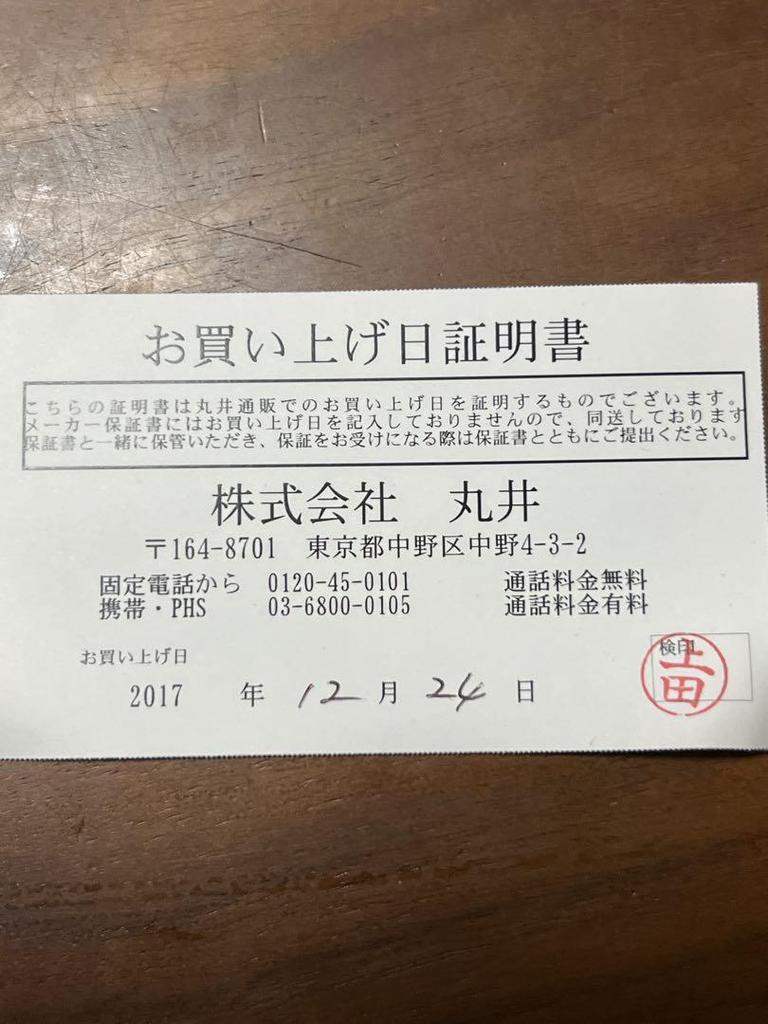 お買い上げ日証明書
こちらの証明書は丸井通販でのお買い上げ日を証明するものでございます。
メーカー保証書にはお買い上げ日を記入しておりませんので、同送しております
保証書と一緒に保管いただき、保証をお受けになる際は保証書とともにご提出ください。
株式会社 丸井
〒164-8701 東京都中野区中野4-3-2
固定電話から 0120-45-0101 通話料金無料
携帯・PHS 03-6800-0105 通話料金有料
お買い上げ日
検印
上田
2017 年 12 月 24 日